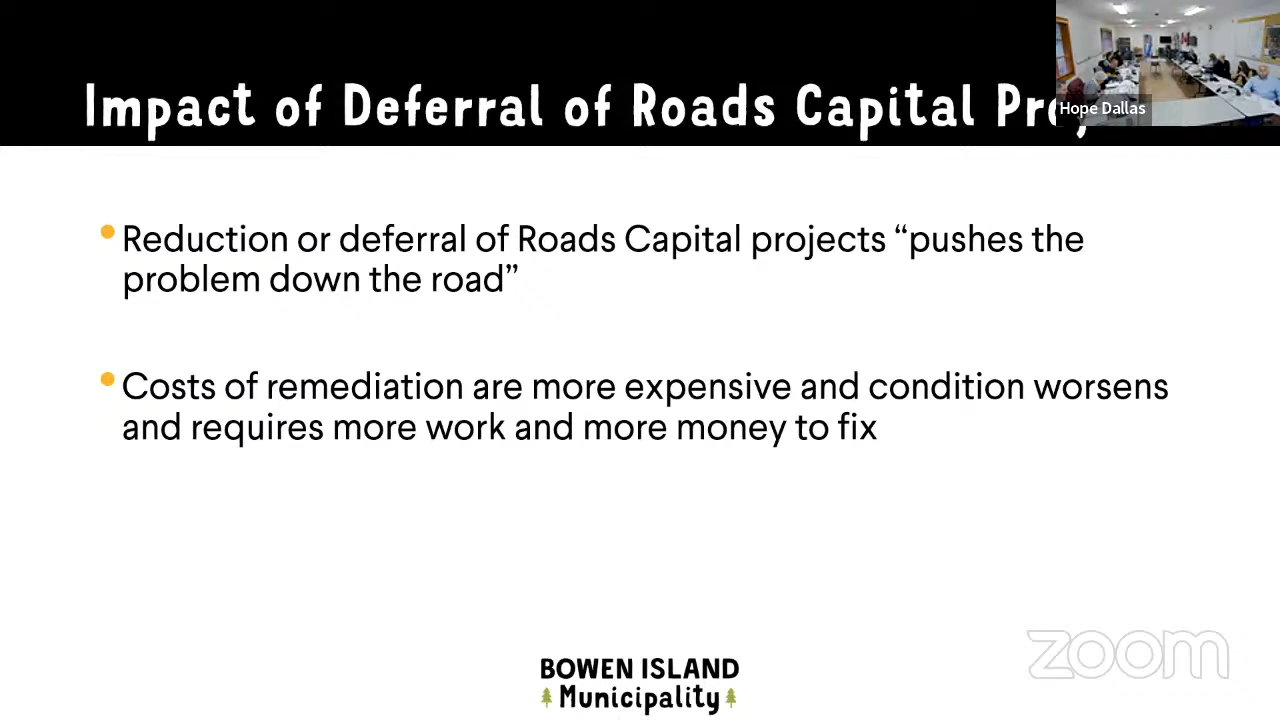 Impact of Deferral of Roads Capital
Hope Dallas
•Reduction or deferral of Roads Capital projects “pushes the
problem down the road”
•Costs of remediation are more expensive and condition worsens
and requires more work and more money to fix
zoom
BOWEN ISLAND
Municipality